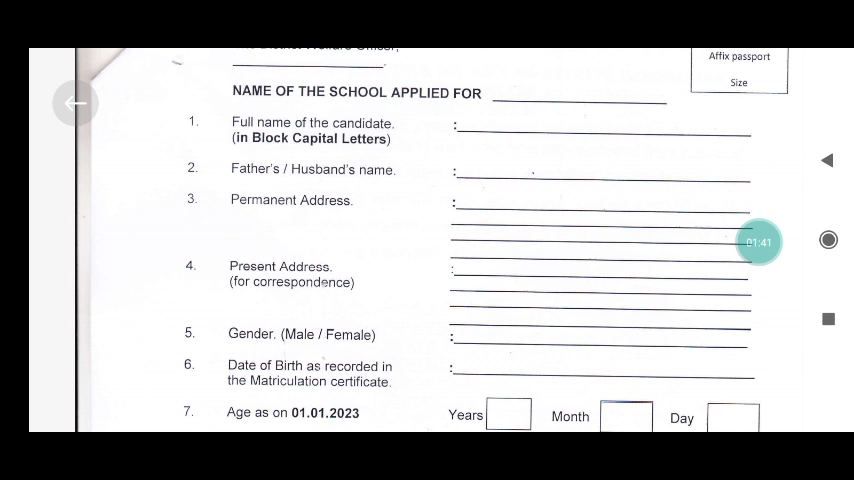 District Welfare Officer,
Affix passport
Size
NAME OF THE SCHOOL APPLIED FOR
1. Full name of the candidate. :
(in Block Capital Letters)
2. Father's / Husband's name. :
3. Permanent Address. :
01:41
4. Present Address. :
(for correspondence)
5. Gender. (Male / Female) :
6. Date of Birth as recorded in :
the Matriculation certificate.
7. Age as on 01.01.2023 Years Month Day